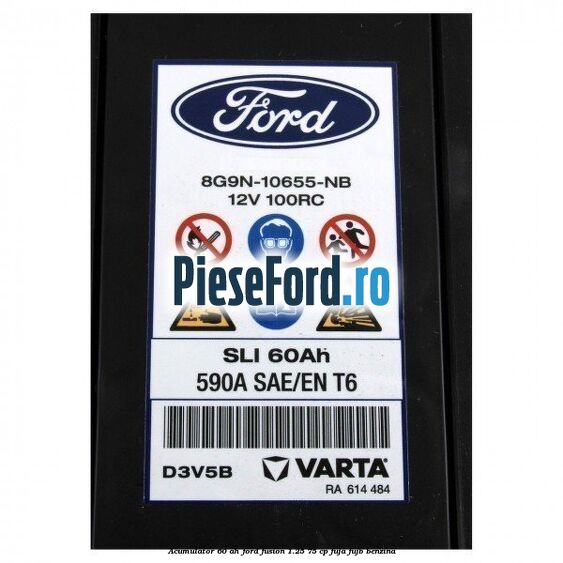 Ford
8G9N-10655-NB
12V 100RC
PieseFord.ro
SLI 60Ah
590A SAE/EN T6
D3V5B VARTA
RA 614 484
Acumulator 60 ah ford fusion 1.25 75 cp fuja fujb benzina